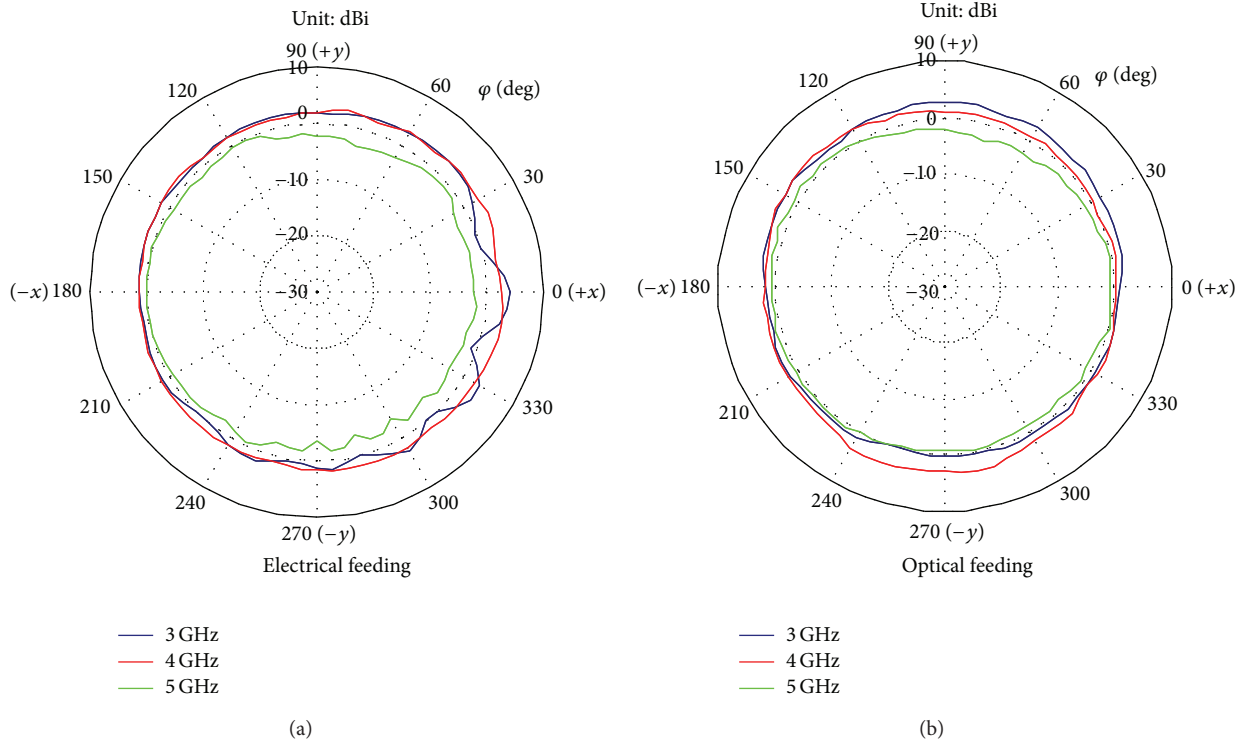 Unit: dBi
90 (+y)
10
120
60
φ (deg)
0
150
30
−10
−20
(−x) 180
−30
0 (+x)
210
330
240
300
270 (−y)
Electrical feeding
3 GHz
4 GHz
5 GHz
(a)
Unit: dBi
90 (+y)
10
120
60
φ (deg)
0
150
30
−10
−20
(−x) 180
−30
0 (+x)
210
330
240
300
270 (−y)
Optical feeding
3 GHz
4 GHz
5 GHz
(b)